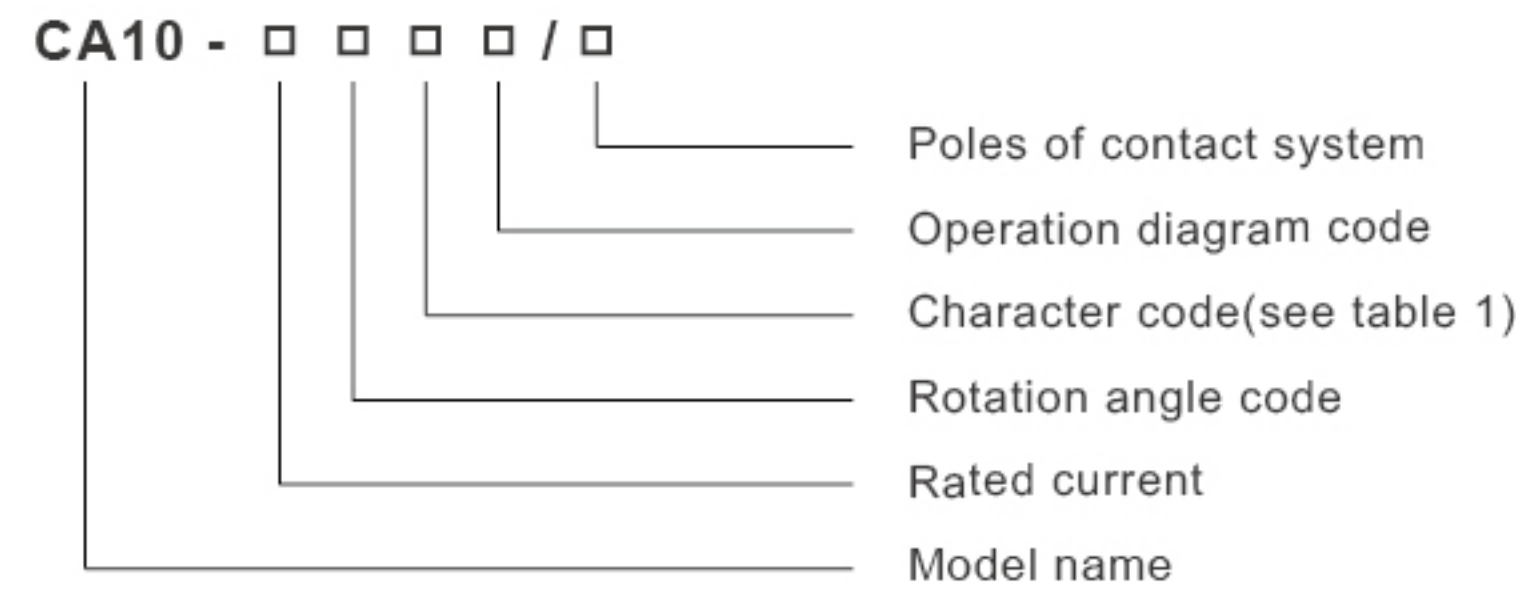 CA10 - □ □ □ □ / □
Poles of contact system
Operation diagram code
Character code(see table 1)
Rotation angle code
Rated current
Model name